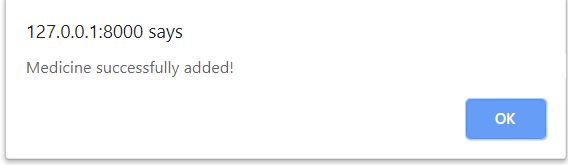 127.0.0.1:8000 says
Medicine successfully added!
OK